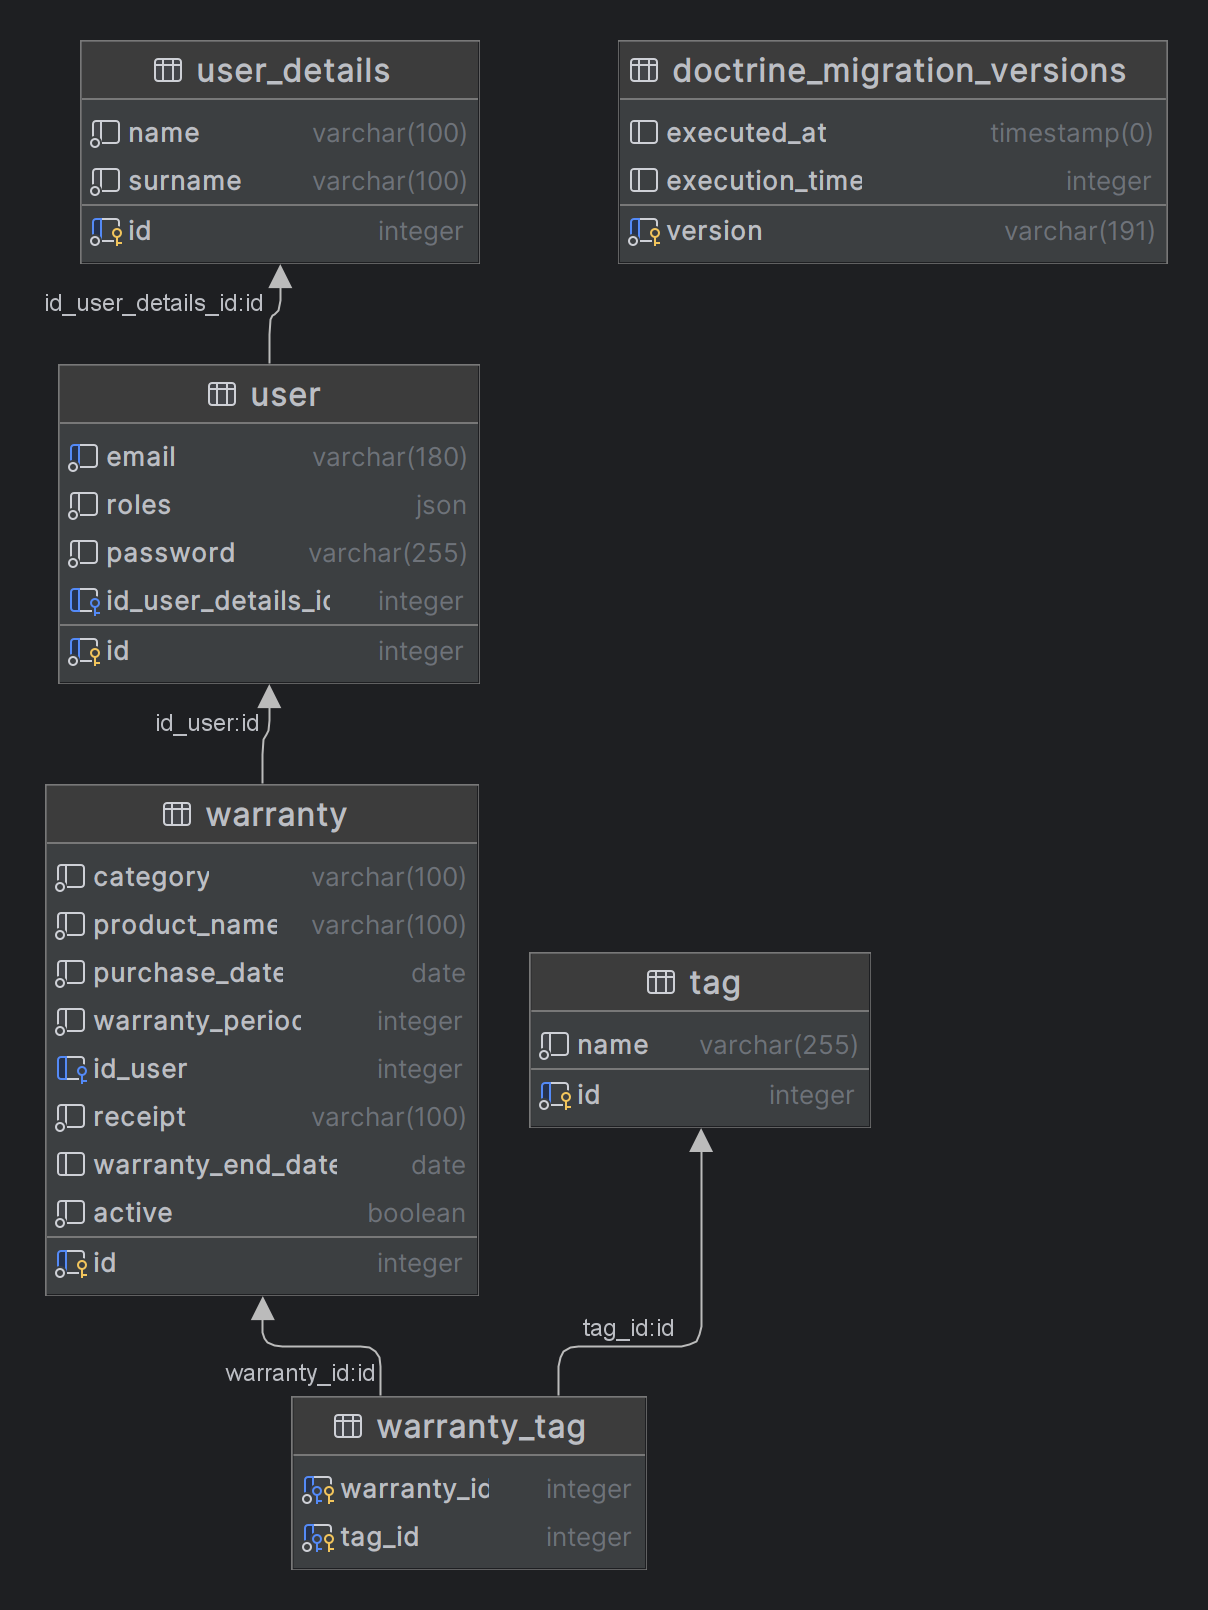 user_details
name varchar(100)
surname varchar(100)
id integer
doctrine_migration_versions
executed_at timestamp(0)
execution_time integer
version varchar(191)
id_user_details_id:id
user
email varchar(180)
roles json
password varchar(255)
id_user_details_id integer
id integer
id_user:id
warranty
category varchar(100)
product_name varchar(100)
purchase_date date
warranty_period integer
id_user integer
receipt varchar(100)
warranty_end_date date
active boolean
id integer
tag
name varchar(255)
id integer
tag_id:id
warranty_id:id
warranty_tag
warranty_id integer
tag_id integer